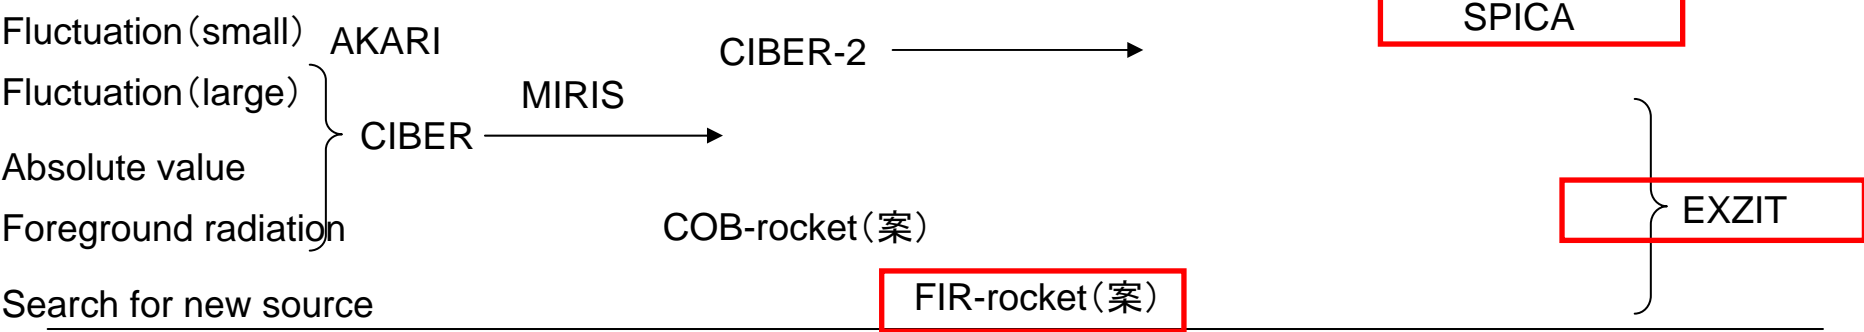 SPICA
Fluctuation（small） AKARI CIBER-2
Fluctuation（large） MIRIS
CIBER
Absolute value
EXZIT
Foreground radiation COB-rocket（案）
Search for new source FIR-rocket（案）